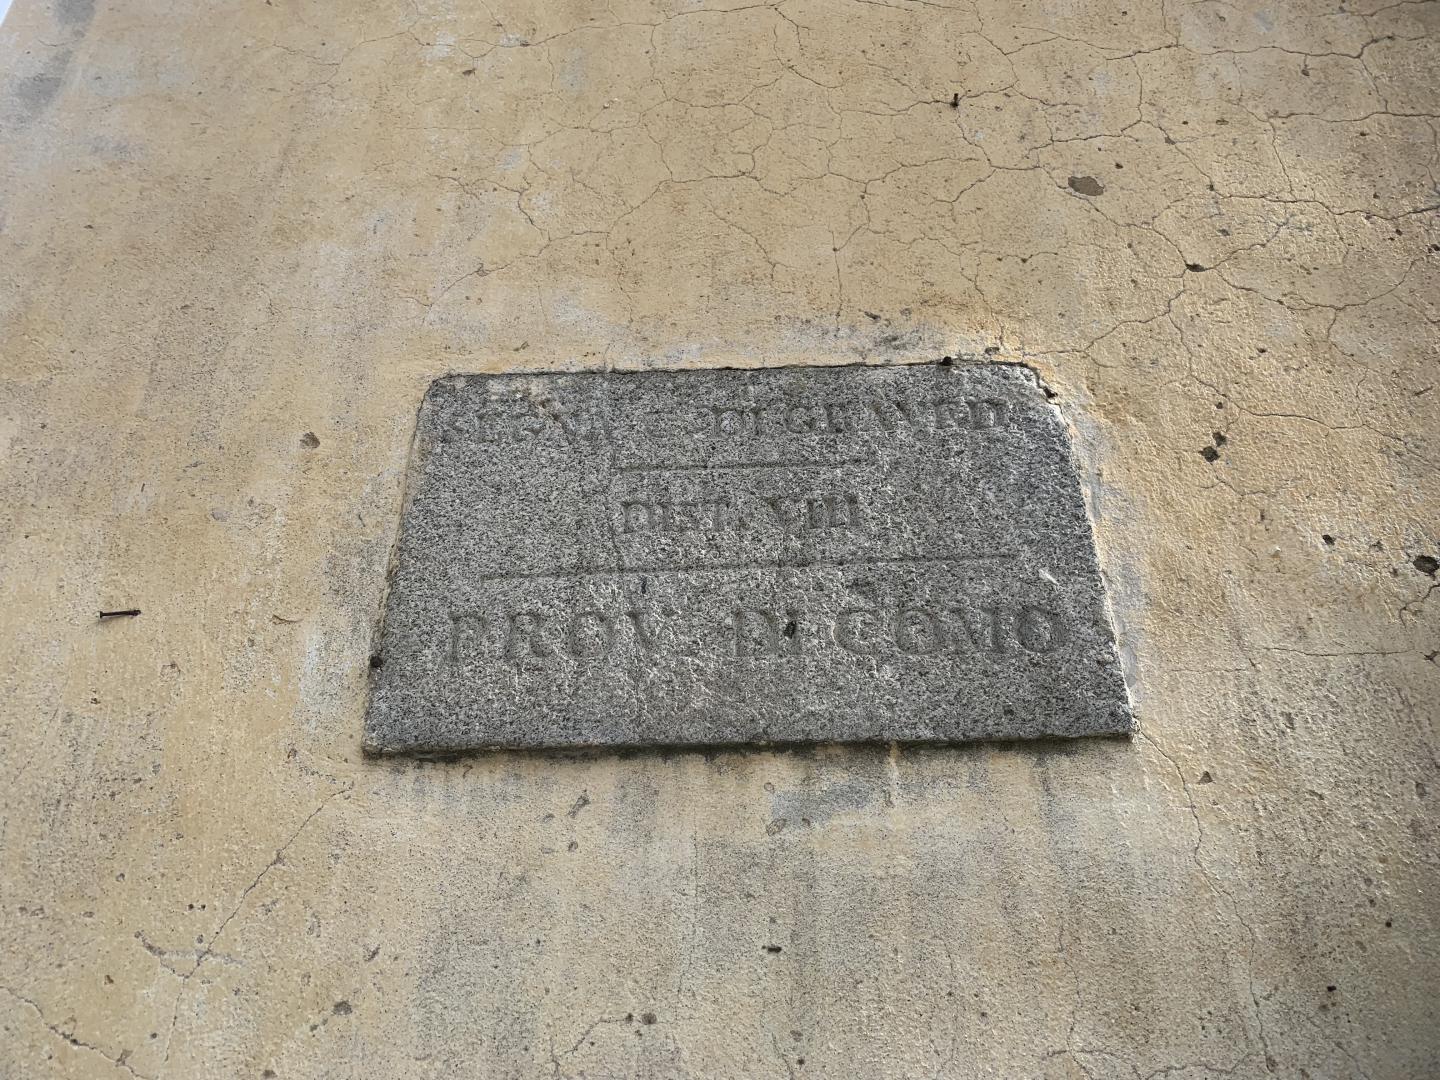 DI GRAVED
DIST. VIII
PROV. DI COMO